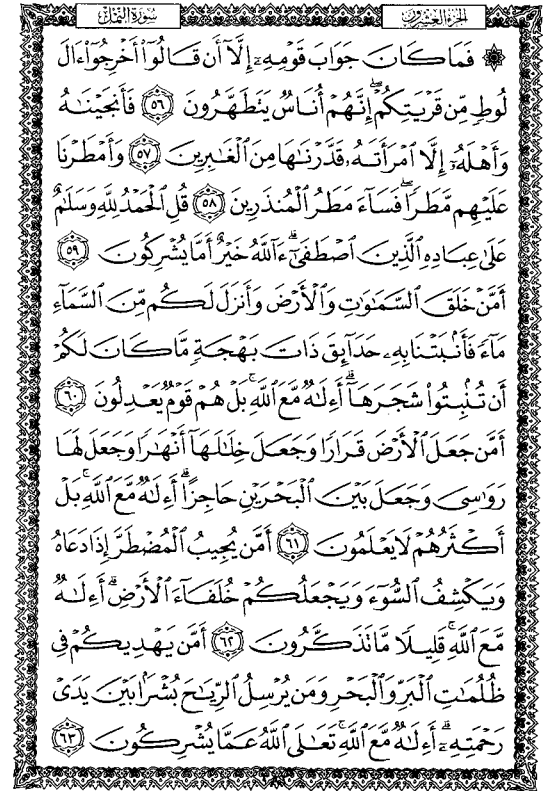 سورة النمل
الجزء العشرون
۞ فَمَا كَانَ جَوَابَ قَوْمِهِۦٓ إِلَّآ أَن قَالُوٓا۟ أَخْرِجُوٓا۟ ءَالَ
لُوطٍ مِّن قَرْيَتِكُمْ ۖ إِنَّهُمْ أُنَاسٌ يَتَطَهَّرُونَ ٥٦ فَأَنجَيْنَـٰهُ
وَأَهْلَهُۥٓ إِلَّا ٱمْرَأَتَهُۥ قَدَّرْنَـٰهَا مِنَ ٱلْغَـٰبِرِينَ ٥٧ وَأَمْطَرْنَا
عَلَيْهِم مَّطَرًا ۖ فَسَآءَ مَطَرُ ٱلْمُنذَرِينَ ٥٨ قُلِ ٱلْحَمْدُ لِلَّهِ وَسَلَـٰمٌ
عَلَىٰ عِبَادِهِ ٱلَّذِينَ ٱصْطَفَىٰٓ ۗ ءَآللَّهُ خَيْرٌ أَمَّا يُشْرِكُونَ ٥٩
أَمَّنْ خَلَقَ ٱلسَّمَـٰوَٰتِ وَٱلْأَرْضَ وَأَنزَلَ لَكُم مِّنَ ٱلسَّمَآءِ
مَآءً فَأَنۢبَتْنَا بِهِۦ حَدَآئِقَ ذَاتَ بَهْجَةٍ مَّا كَانَ لَكُمْ
أَن تُنۢبِتُوا۟ شَجَرَهَآ ۗ أَءِلَـٰهٌ مَّعَ ٱللَّهِ ۚ بَلْ هُمْ قَوْمٌ يَعْدِلُونَ ٦٠
أَمَّن جَعَلَ ٱلْأَرْضَ قَرَارًا وَجَعَلَ خِلَـٰلَهَآ أَنْهَـٰرًا وَجَعَلَ لَهَا
رَوَٰسِىَ وَجَعَلَ بَيْنَ ٱلْبَحْرَيْنِ حَاجِزًا ۗ أَءِلَـٰهٌ مَّعَ ٱللَّهِ ۚ بَلْ
أَكْثَرُهُمْ لَا يَعْلَمُونَ ٦١ أَمَّن يُجِيبُ ٱلْمُضْطَرَّ إِذَا دَعَاهُ
وَيَكْشِفُ ٱلسُّوٓءَ وَيَجْعَلُكُمْ خُلَفَآءَ ٱلْأَرْضِ ۗ أَءِلَـٰهٌ
مَّعَ ٱللَّهِ ۚ قَلِيلًا مَّا تَذَكَّرُونَ ٦٢ أَمَّن يَهْدِيكُمْ فِى
ظُلُمَـٰتِ ٱلْبَرِّ وَٱلْبَحْرِ وَمَن يُرْسِلُ ٱلرِّيَـٰحَ بُشْرًۢا بَيْنَ يَدَىْ
رَحْمَتِهِۦٓ ۗ أَءِلَـٰهٌ مَّعَ ٱللَّهِ ۚ تَعَـٰلَى ٱللَّهُ عَمَّا يُشْرِكُونَ ٦٣